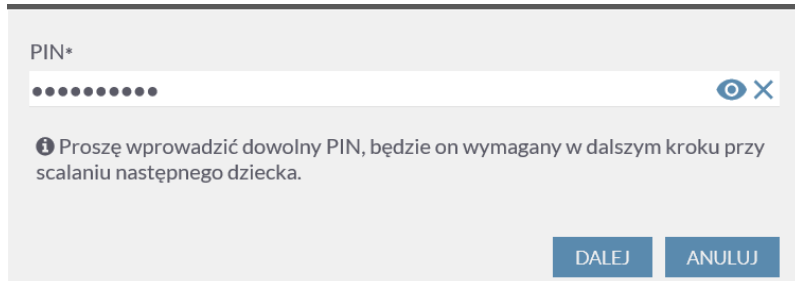 PIN*
••••••••••
Proszę wprowadzić dowolny PIN, będzie on wymagany w dalszym kroku przy
scalaniu następnego dziecka.
DALEJ ANULUJ